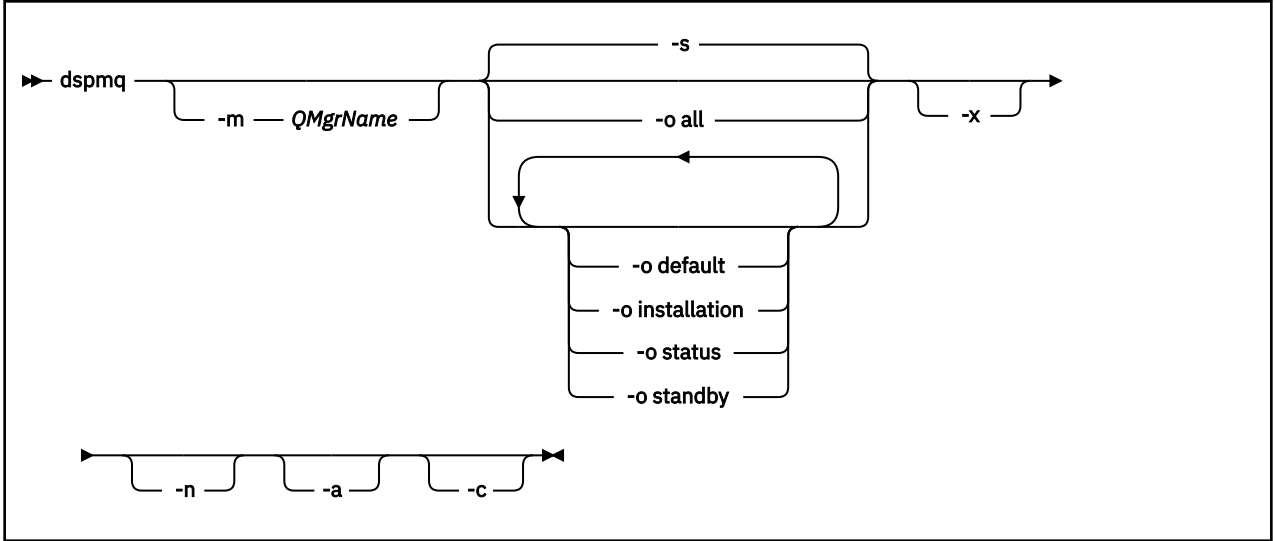 -s
dspmq
-m QMgrName
-o all
-x
-o default
-o installation
-o status
-o standby
-n -a -c